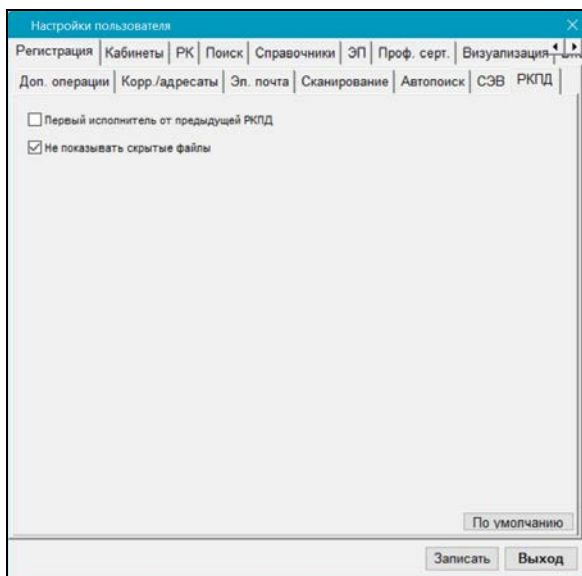 Настройки пользователя
Регистрация Кабинеты РК Поиск Справочники ЭП Проф. серт. Визуализация
Доп. операции Корр./адресаты Эл. почта Сканирование Автопоиск СЭВ РКПД
Первый исполнитель от предыдущей РКПД
Не показывать скрытые файлы
По умолчанию
Записать Выход